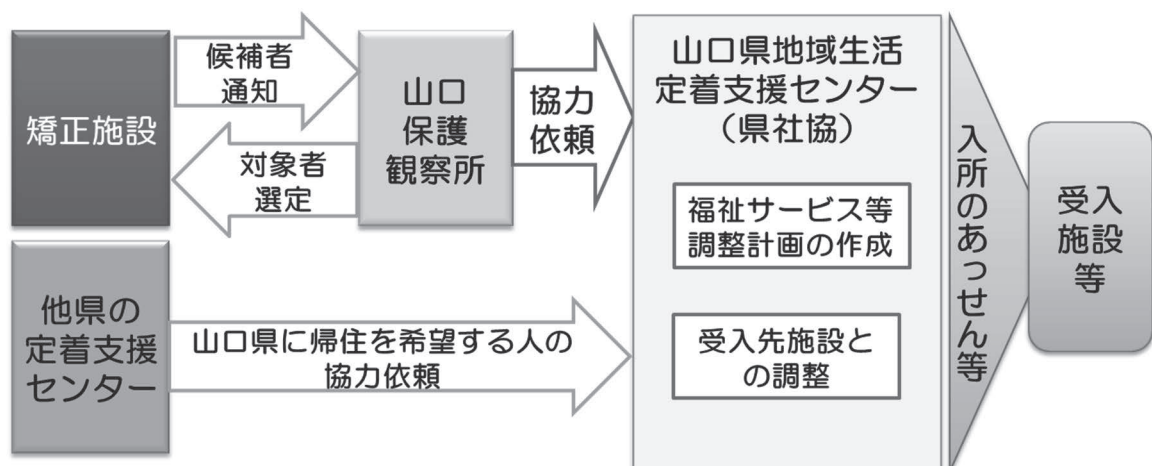 矯正施設
候補者
通知
対象者
選定
山口
保護
観察所
協力
依頼
山口県地域生活
定着支援センター
（県社協）
福祉サービス等
調整計画の作成
受入先施設と
の調整
入所のあっせん等
受入
施設
等
他県の
定着支援
センター
山口県に帰住を希望する人の
協力依頼